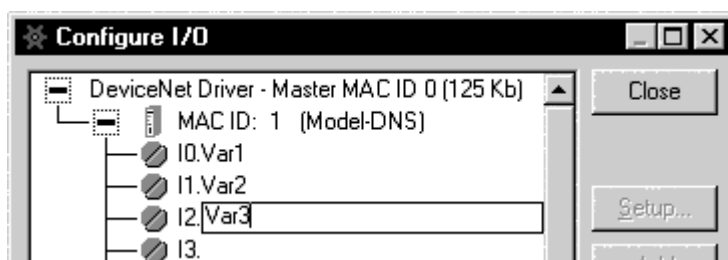 Configure I/O
DeviceNet Driver - Master MAC ID 0 (125 Kb)
Close
MAC ID: 1 (Model-DNS)
I0.Var1
I1.Var2
I2.Var3
Setup...
I3.